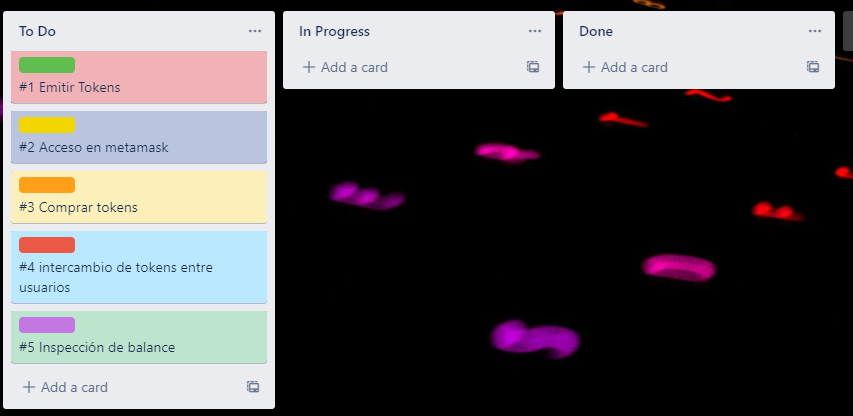 To Do
#1 Emitir Tokens
#2 Acceso en metamask
#3 Comprar tokens
#4 intercambio de tokens entre
usuarios
#5 Inspección de balance
Add a card
In Progress
Add a card
Done
Add a card